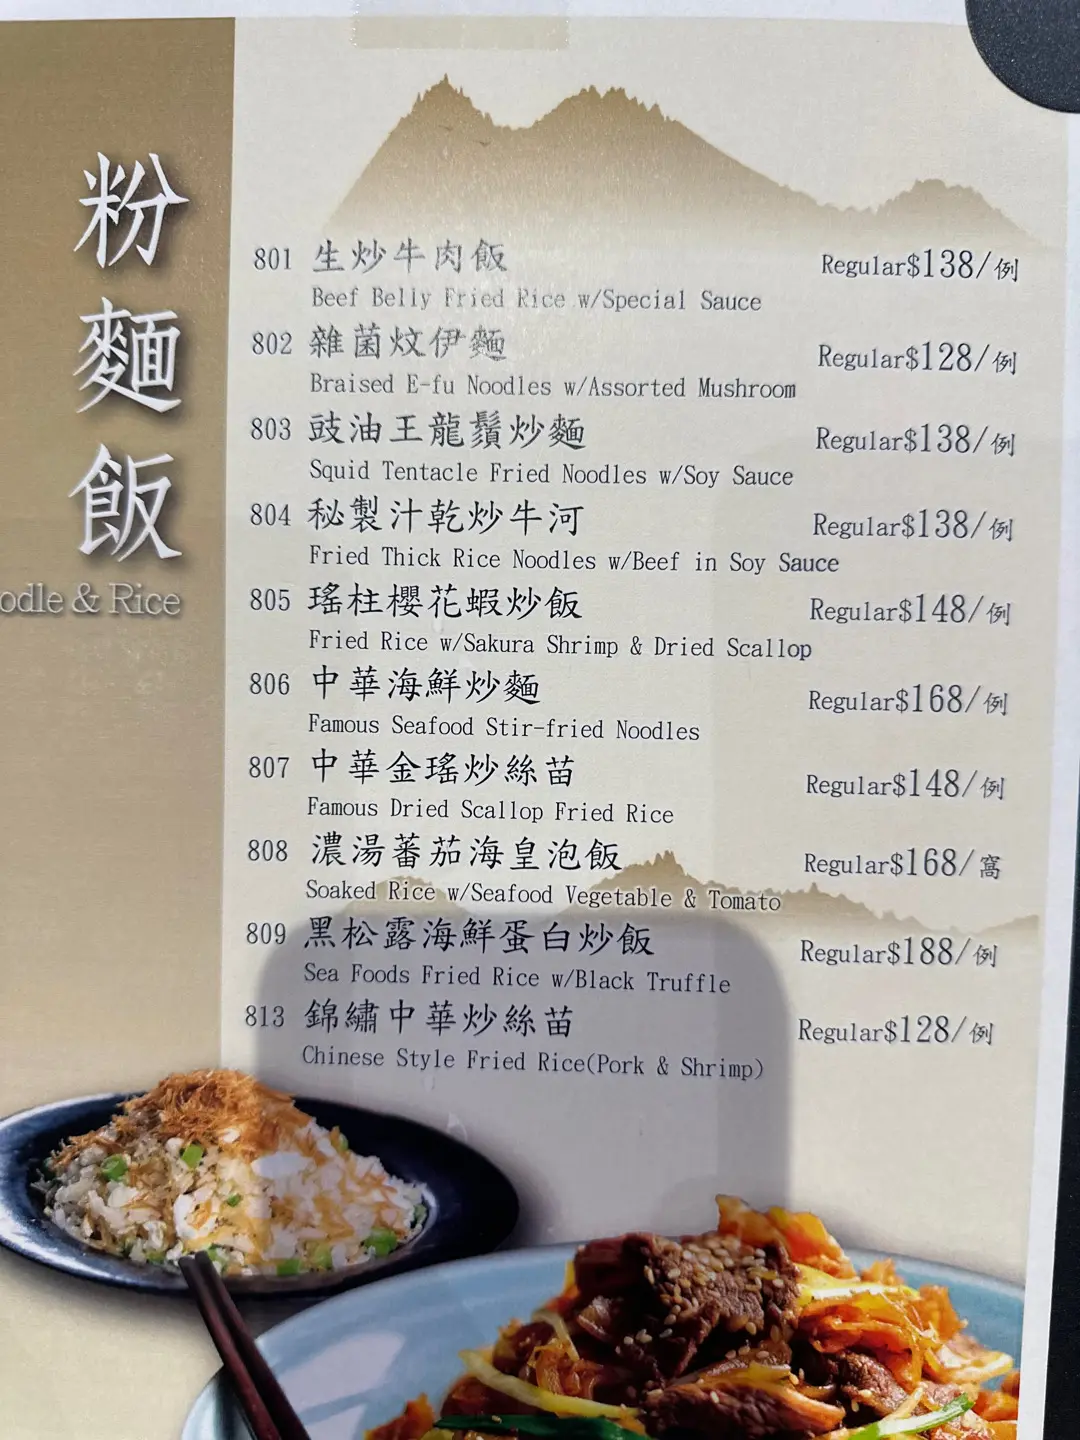 粉麵飯
odle & Rice
801 生炒牛肉飯 Regular$138/例
Beef Belly Fried Rice w/Special Sauce
802 雜菌炆伊麵 Regular$128/例
Braised E-fu Noodles w/Assorted Mushroom
803 豉油王龍鬚炒麵 Regular$138/例
Squid Tentacle Fried Noodles w/Soy Sauce
804 秘製汁乾炒牛河 Regular$138/例
Fried Thick Rice Noodles w/Beef in Soy Sauce
805 瑤柱櫻花蝦炒飯 Regular$148/例
Fried Rice w/Sakura Shrimp & Dried Scallop
806 中華海鮮炒麵 Regular$168/例
Famous Seafood Stir-fried Noodles
807 中華金瑤炒絲苗 Regular$148/例
Famous Dried Scallop Fried Rice
808 濃湯蕃茄海皇泡飯 Regular$168/窩
Soaked Rice w/Seafood Vegetable & Tomato
809 黑松露海鮮蛋白炒飯 Regular$188/例
Sea Foods Fried Rice w/Black Truffle
813 錦繡中華炒絲苗 Regular$128/例
Chinese Style Fried Rice(Pork & Shrimp)